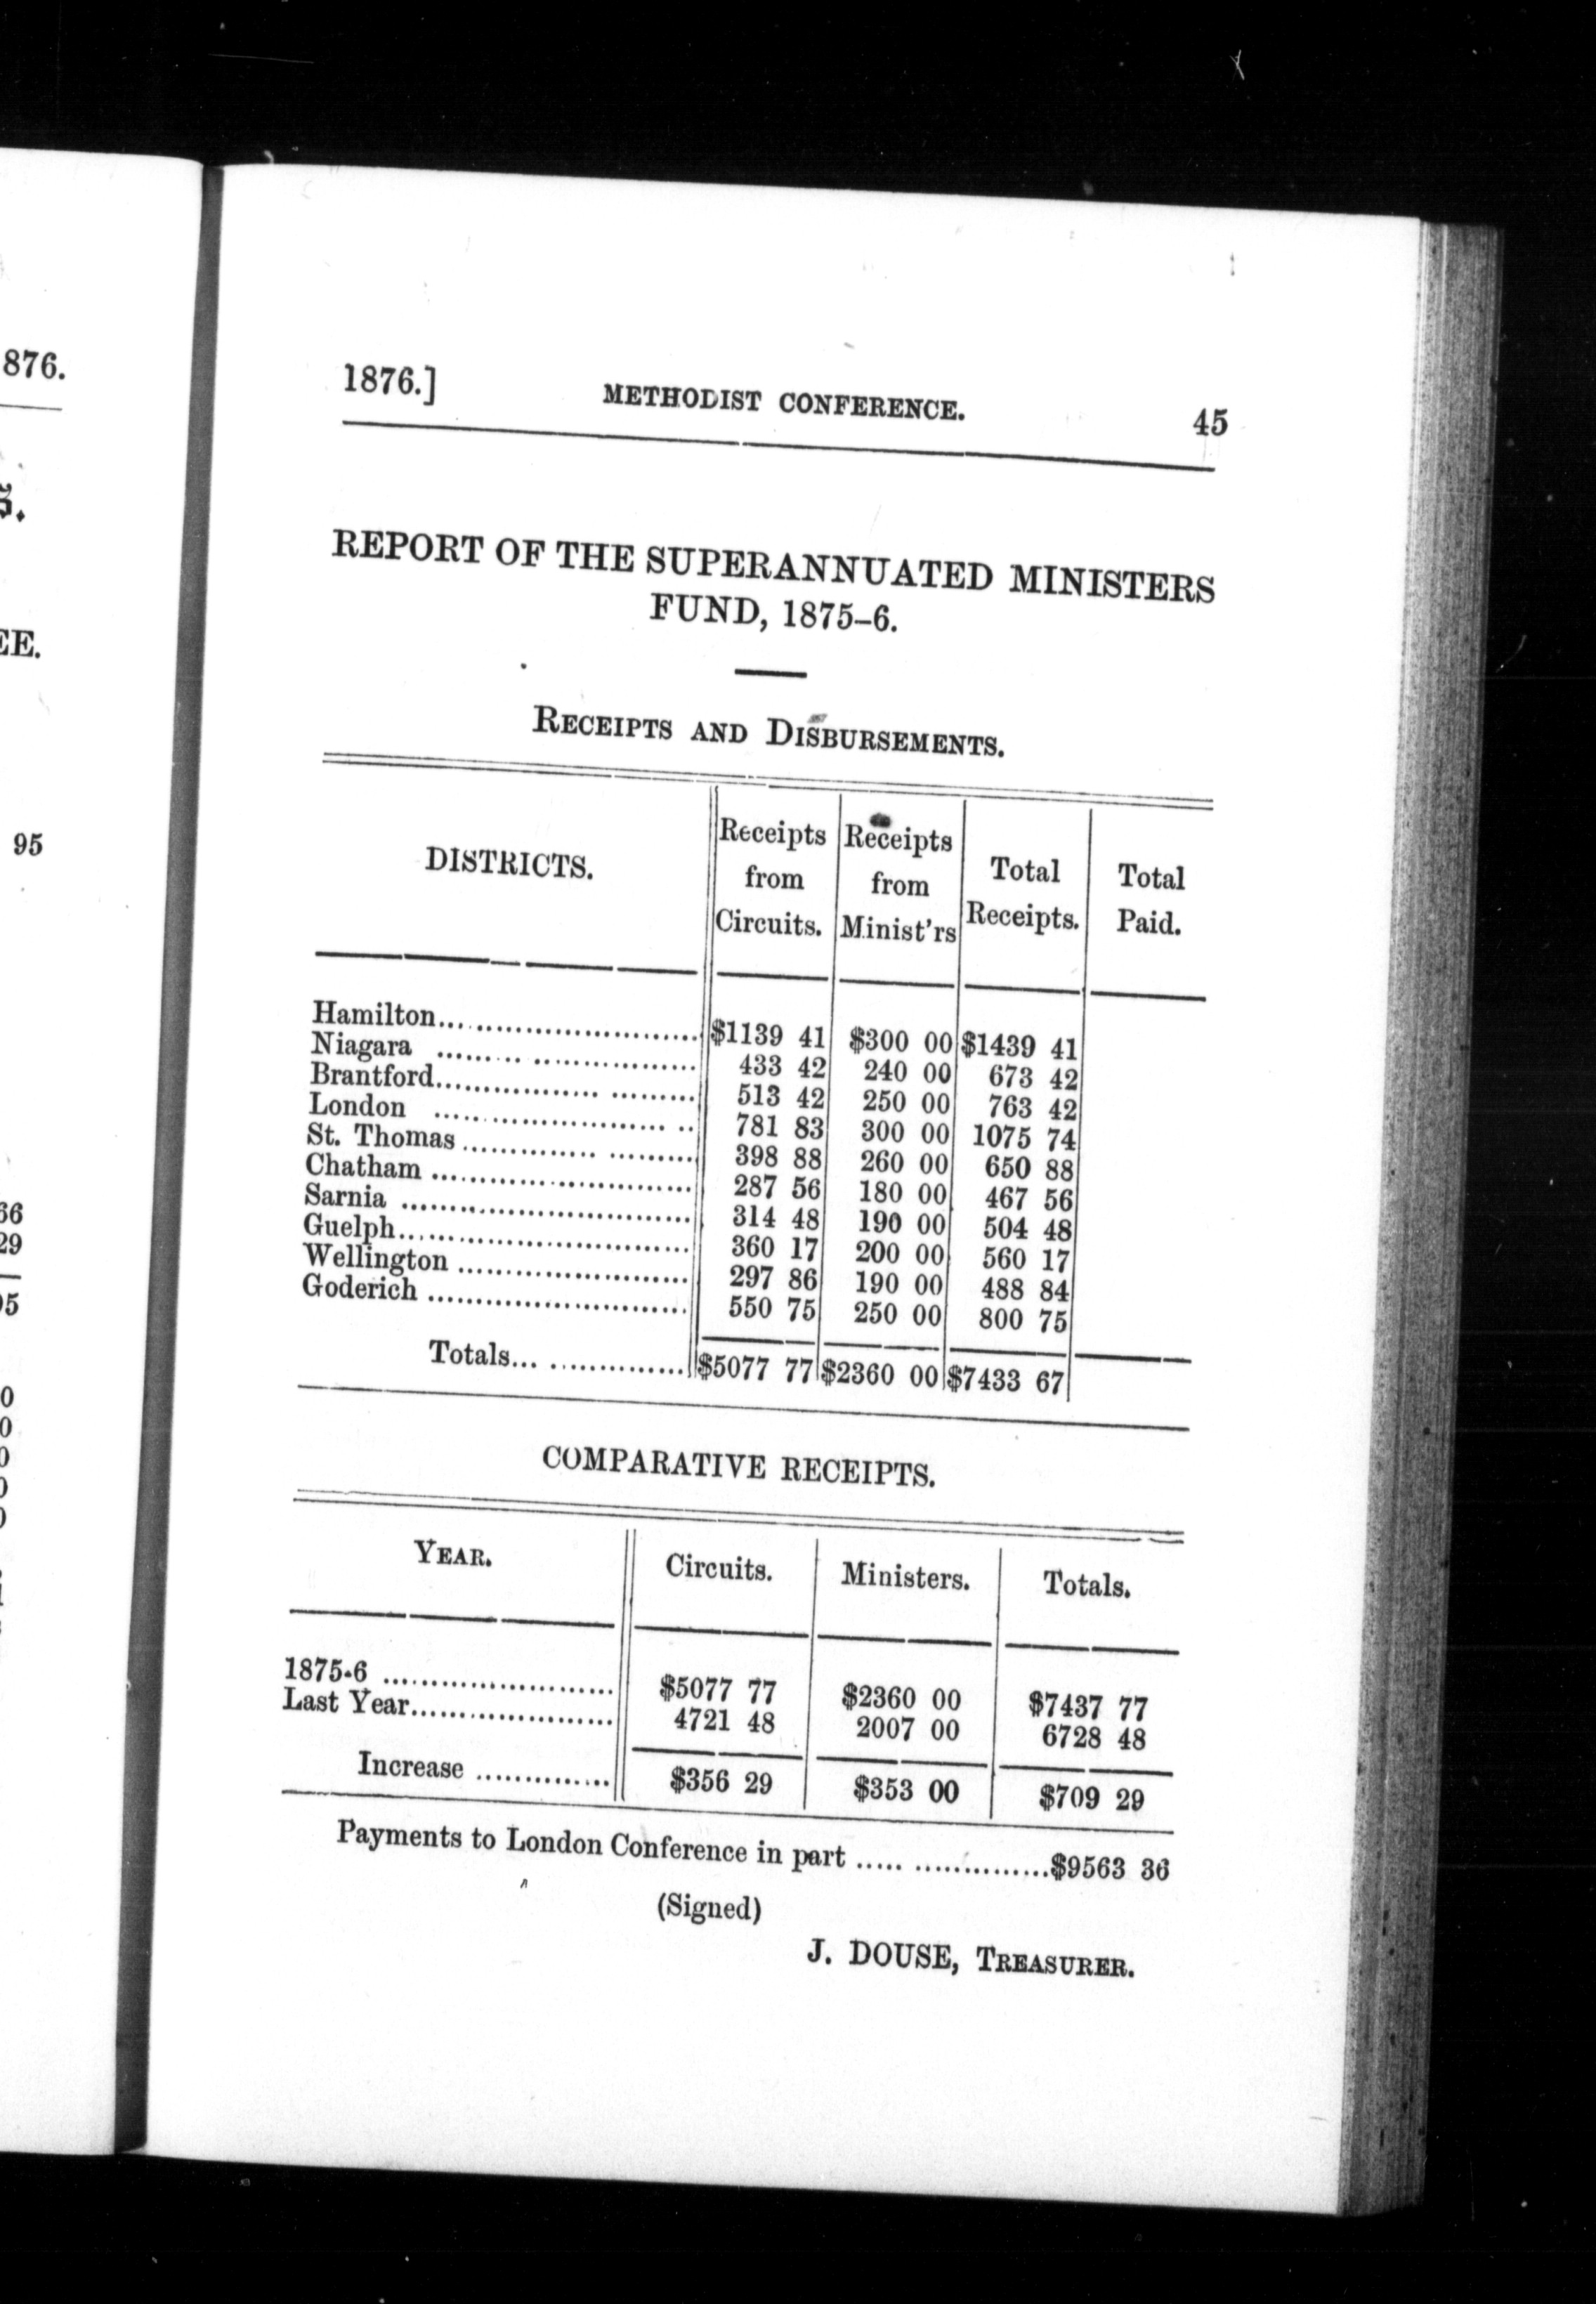 876.
EE.
95
66
29
1876.] METHODIST CONFERENCE. 45
REPORT OF THE SUPERANNUATED MINISTERS
FUND, 1875-6.
RECEIPTS AND DISBURSEMENTS.
DISTRICTS. Receipts from Circuits. Receipts from Minist'rs Total Receipts. Total Paid.
Hamilton.............................. $1139 41 $300 00 $1439 41
Niagara .............................. 433 42 240 00 673 42
Brantford.............................. 513 42 250 00 763 42
London .............................. 781 83 300 00 1075 74
St. Thomas .............................. 398 88 260 00 650 88
Chatham .............................. 287 56 180 00 467 56
Sarnia .............................. 314 48 190 00 504 48
Guelph.............................. 360 17 200 00 560 17
Wellington .............................. 297 86 190 00 488 84
Goderich .............................. 550 75 250 00 800 75
Totals.................. $5077 77 $2360 00 $7433 67
COMPARATIVE RECEIPTS.
YEAR. Circuits. Ministers. Totals.
1875-6 ........................ $5077 77 $2360 00 $7437 77
Last Year........................ 4721 48 2007 00 6728 48
Increase .............. $356 29 $353 00 $709 29
Payments to London Conference in part ..... ..............$9563 36
(Signed)
J. DOUSE, TREASURER.